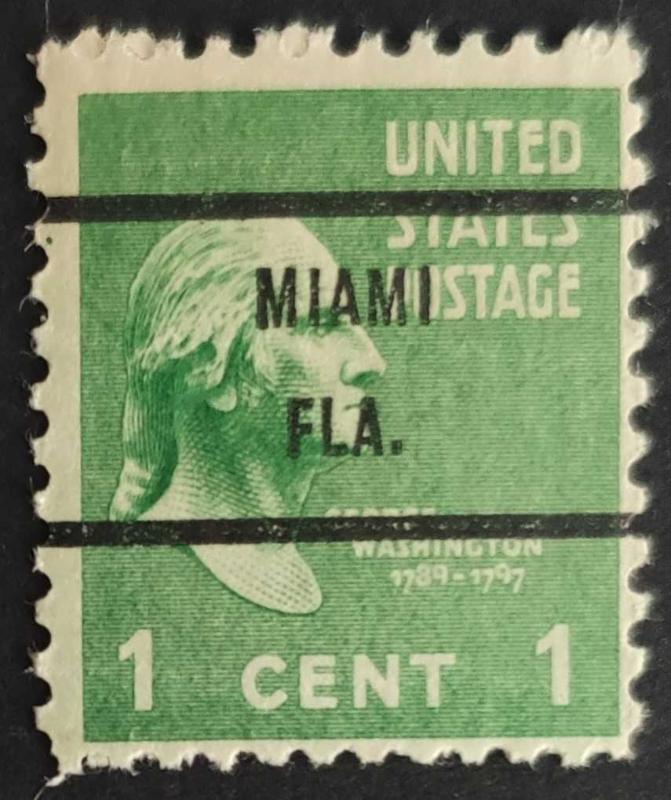 UNITED
STATES
POSTAGE
MIAMI
FLA.
GEORGE
WASHINGTON
1789-1797
1 CENT 1